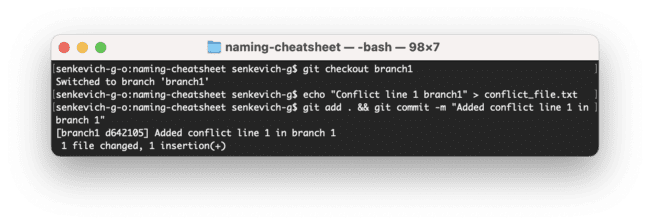 naming-cheatsheet — -bash — 98×7
[senkevich-g-o:naming-cheatsheet senkevich-g$ git checkout branch1 ]
Switched to branch 'branch1'
[senkevich-g-o:naming-cheatsheet senkevich-g$ echo "Conflict line 1 branch1" > conflict_file.txt ]
[senkevich-g-o:naming-cheatsheet senkevich-g$ git add . && git commit -m "Added conflict line 1 in ]
branch 1"
[branch1 d642105] Added conflict line 1 in branch 1
 1 file changed, 1 insertion(+)